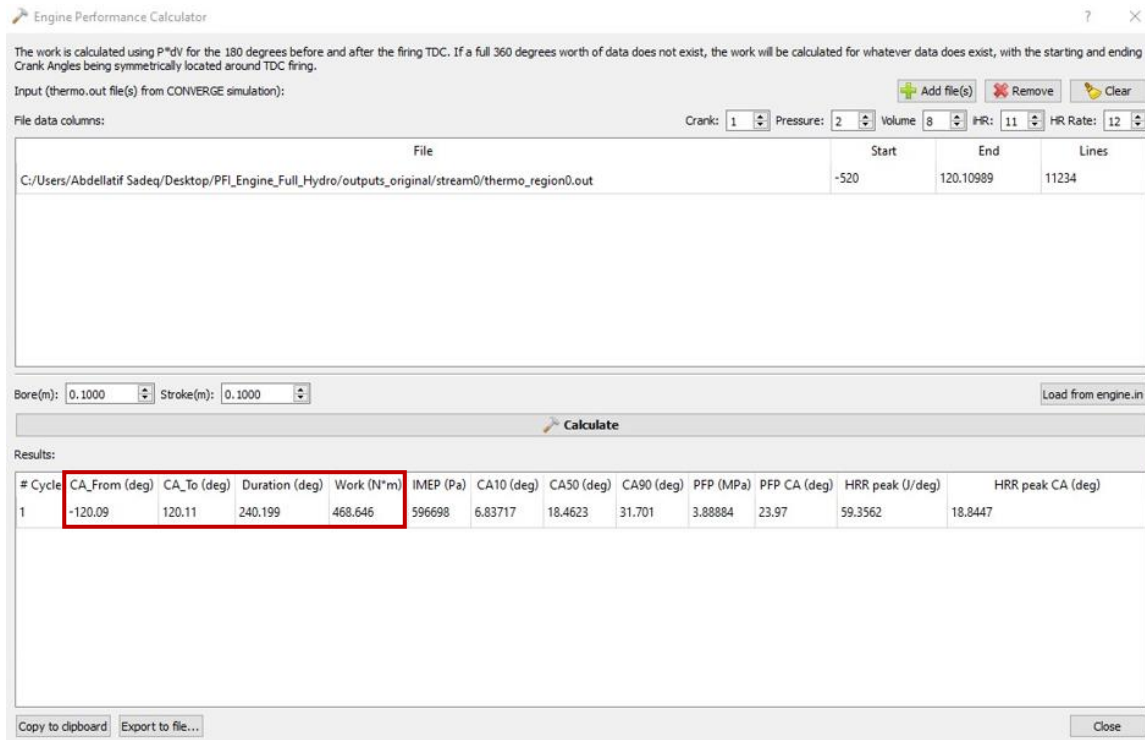 Engine Performance Calculator
The work is calculated using P*dV for the 180 degrees before and after the firing TDC. If a full 360 degrees worth of data does not exist, the work will be calculated for whatever data does exist, with the starting and ending
Crank Angles being symmetrically located around TDC firing.
Input (thermo.out file(s) from CONVERGE simulation): Add file(s) Remove Clear
File data columns: Crank: 1 Pressure: 2 Volume 8 iHR: 11 HR Rate: 12
File Start End Lines
C:/Users/Abdellatif Sadeq/Desktop/PFI_Engine_Full_Hydro/outputs_original/stream0/thermo_region0.out -520 120.10989 11234
Bore(m): 0.1000 Stroke(m): 0.1000 Load from engine.in
Calculate
Results:
# Cycle CA_From (deg) CA_To (deg) Duration (deg) Work (N*m) IMEP (Pa) CA10 (deg) CA50 (deg) CA90 (deg) PFP (MPa) PFP CA (deg) HRR peak (J/deg) HRR peak CA (deg)
1 -120.09 120.11 240.199 468.646 596698 6.83717 18.4623 31.701 3.88884 23.97 59.3562 18.8447
Copy to clipboard Export to file... Close